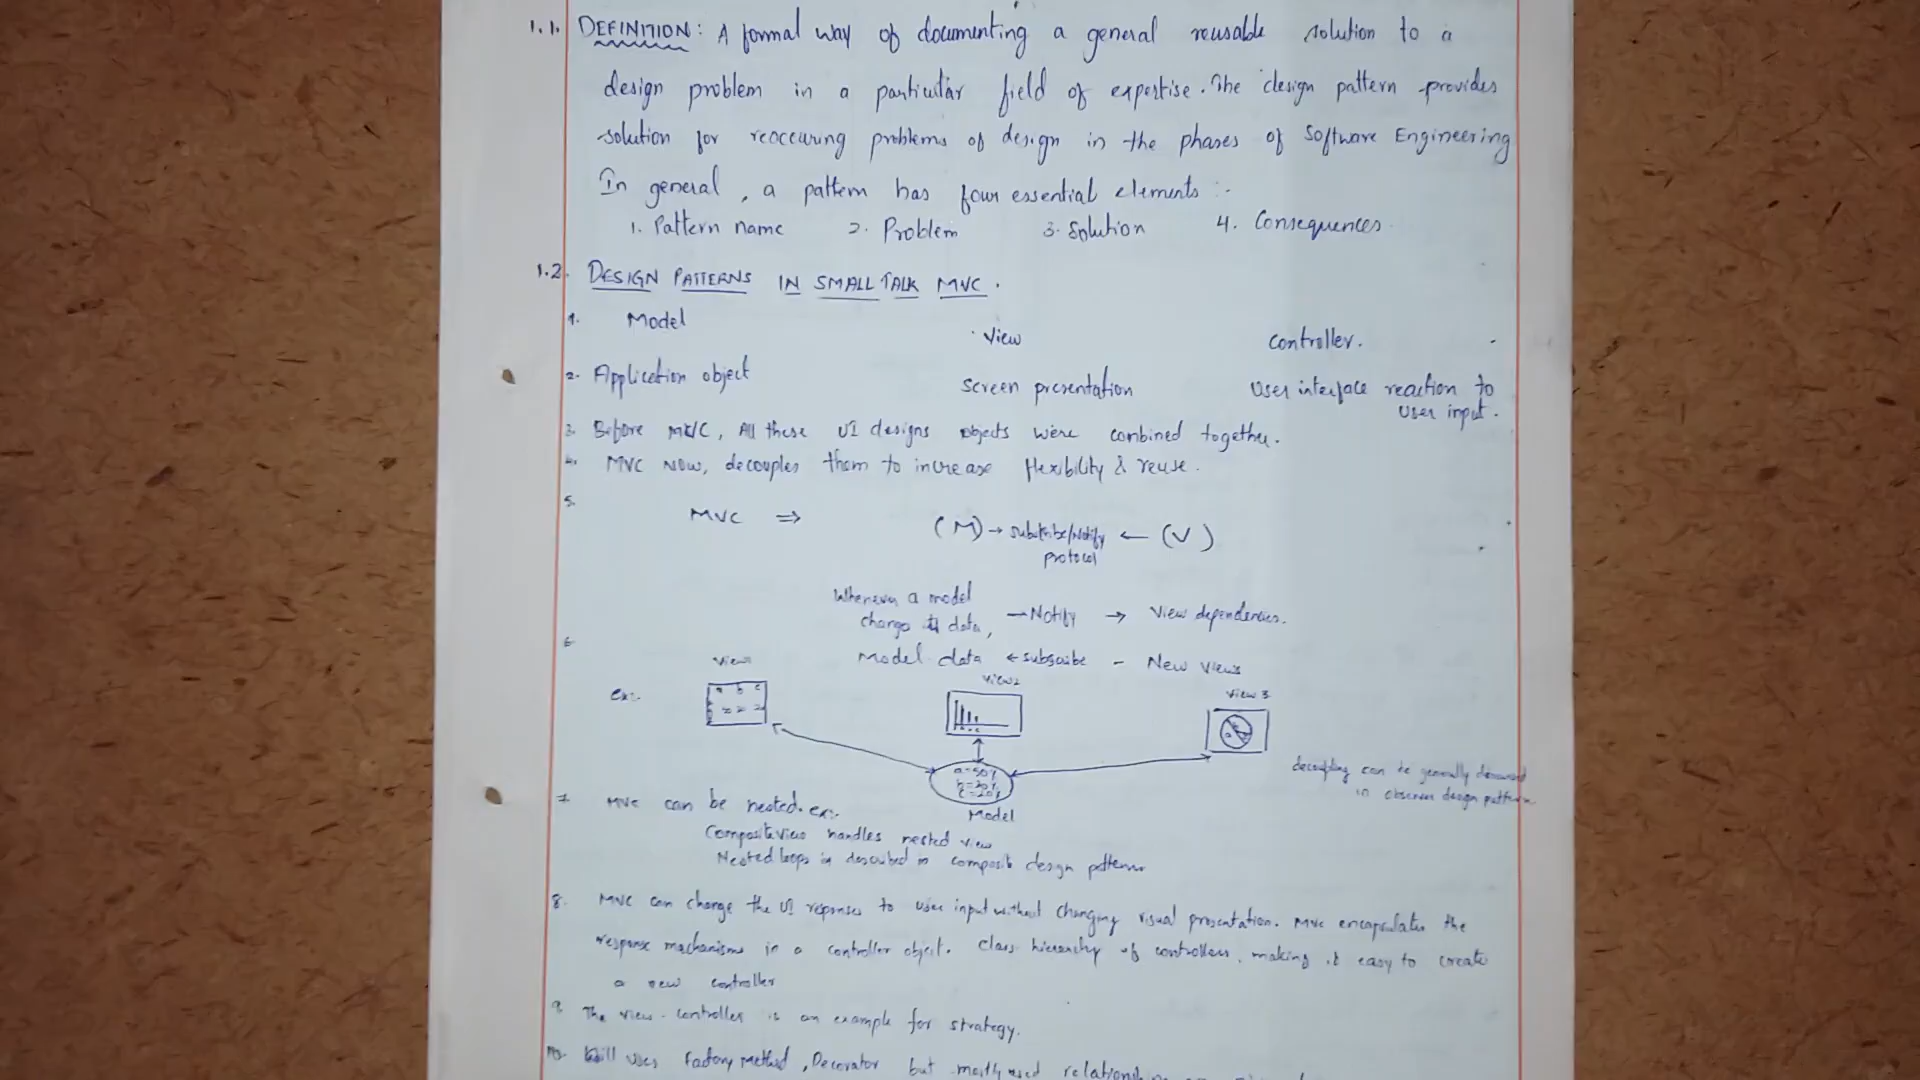 1.1. DEFINITION: A formal way of documenting a general reusable solution to a
design problem in a particular field of expertise. The design pattern provides
solution for reoccuring problems of design in the phases of Software Engineering
In general, a pattern has four essential elements :-
1. Pattern name 2. Problem 3. Solution 4. Consequences.
1.2. DESIGN PATTERNS IN SMALL TALK MVC.
1. Model View Controller.
2. Application object Screen presentation User interface reaction to
User input.
3. Before MVC, All these UI designs objects were combined together.
4. MVC Now, decouples them to increase flexibility & reuse.
5.
MVC ⇒ (M) → subscribe/Notify ← (V)
protocol
Whenever a model
change its data, — Notify → View dependencies.
6.
Model data ← subscribe - New views
View1 View2 View 3
ex:-
a b c
a=50%
b=30%
c=20%
Model
decoupling can be generally
in observer design pattern
7. MVC can be nested. ex:-
Composite view handles nested view
Nested loops is described in composite design pattern
8. MVC can change the UI reponses to user input without changing visual presentation. MVC encapsulates the
response mechanisms in a controller object. Class hierarchy of controllers, making it easy to create
a new controller
9. The view-controller is an example for strategy.
10. uses Factory method, Decorator but mostly used